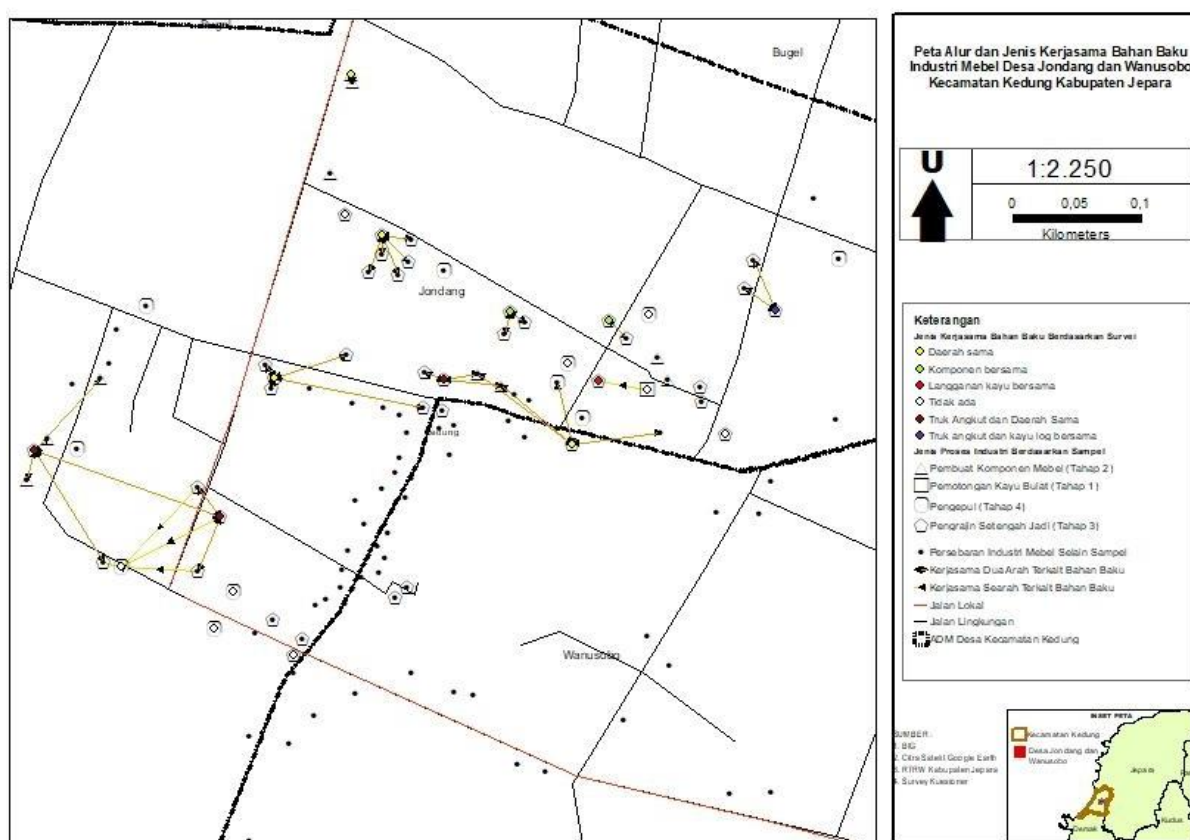 Bugel
Jondang
Wanusobo
Peta Alur dan Jenis Kerjasama Bahan Baku
Industri Mebel Desa Jondang dan Wanusobo
Kecamatan Kedung Kabupaten Jepara
U
1:2.250
0 0,05 0,1
Kilometers
Keterangan
Jenis Kerjasama Bahan Baku Berdasarkan Survei
Daerah sama
Komponen bersama
Langganan kayu bersama
Tidak ada
Truk Angkut dan Daerah Sama
Truk angkut dan kayu log bersama
Jenis Proses Industri Berdasarkan Sampel
Pembuat Komponen Mebel (Tahap 2)
Pemotongan Kayu Bulat (Tahap 1)
Pengepul (Tahap 4)
Pengrajin Setengah Jadi (Tahap 3)
Persebaran Industri Mebel Selain Sampel
Kerjasama Dua Arah Terkait Bahan Baku
Kerjasama Searah Terkait Bahan Baku
Jalan Lokal
Jalan Lingkungan
ADM Desa Kecamatan Kedung
SUMBER:
1. BIG
2. Citra Satelit Google Earth
3. RTRW Kabupaten Jepara
4. Survey Kuesioner
INSET PETA
Kecamatan Kedung
Desa Jondang dan
Wanusobo
Jepara
Kudus
Demak